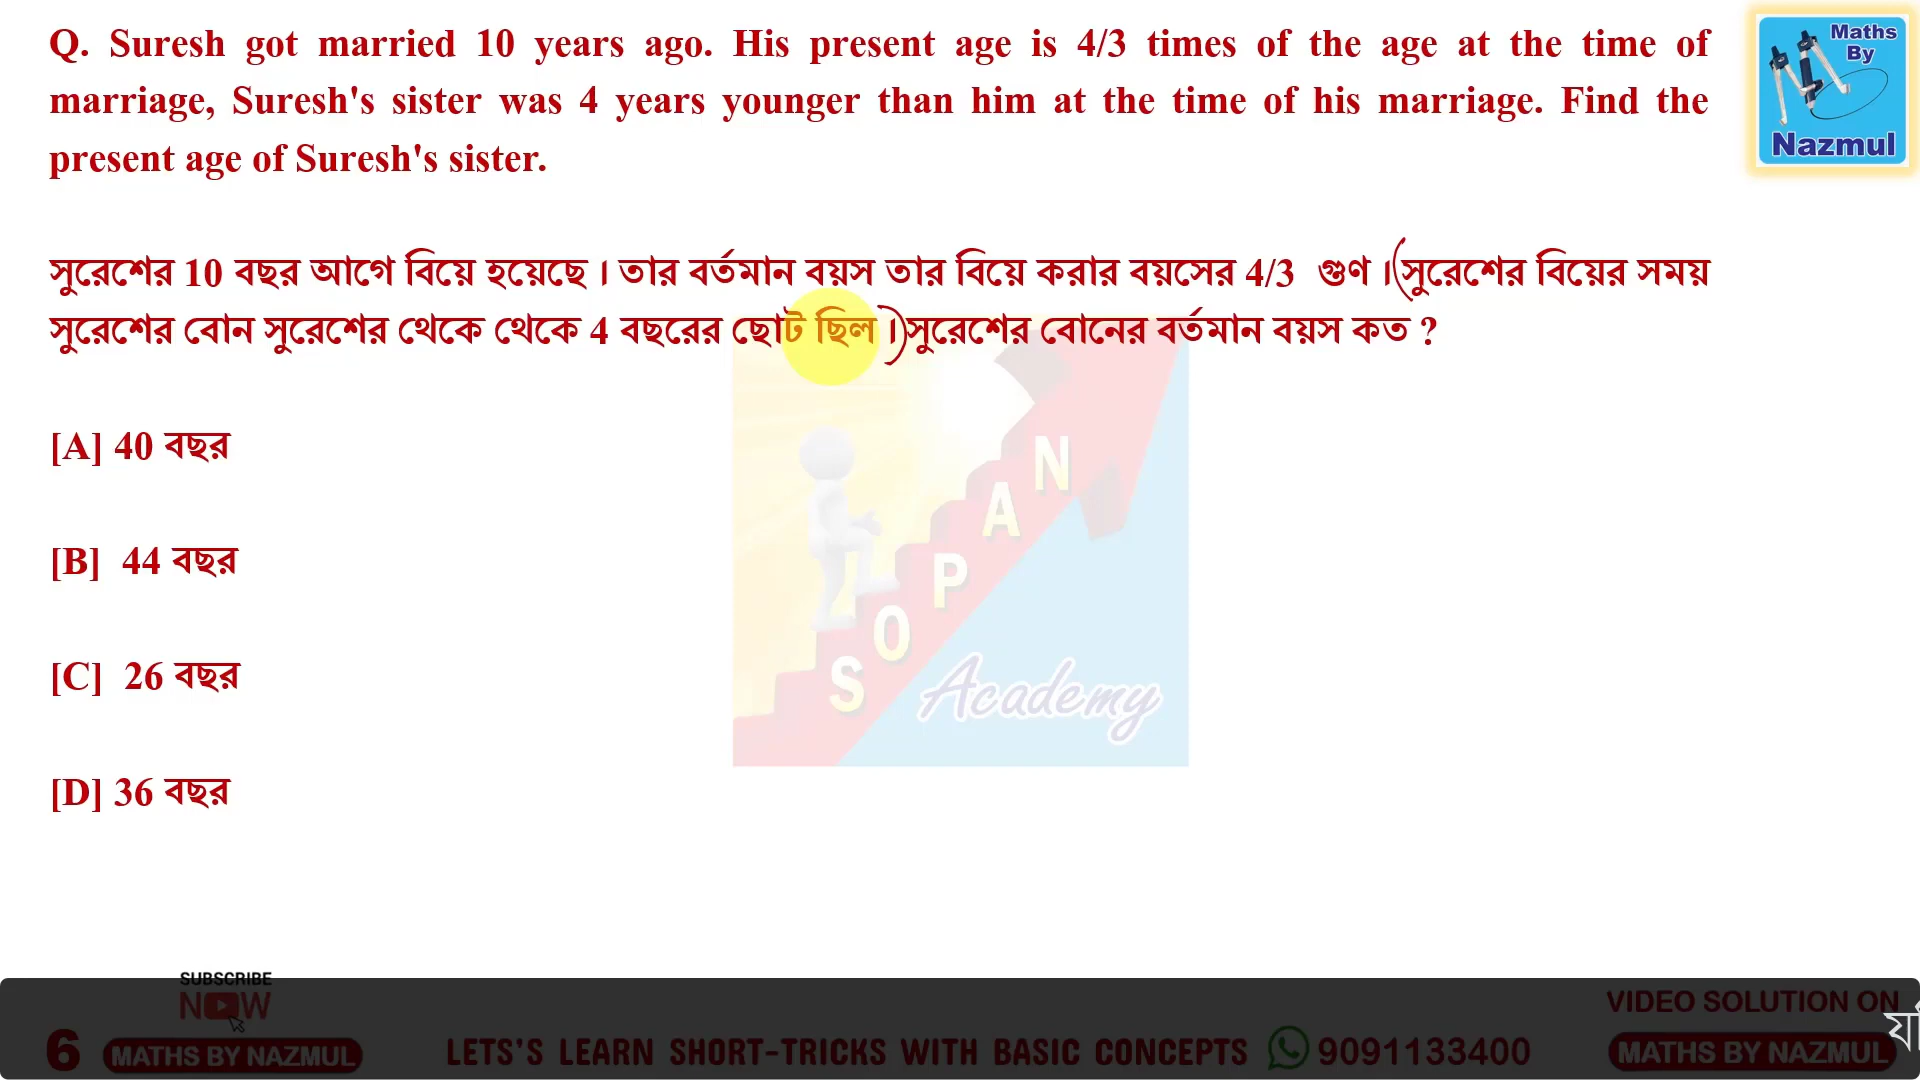 Q. Suresh got married 10 years ago. His present age is 4/3 times of the age at the time of
marriage, Suresh's sister was 4 years younger than him at the time of his marriage. Find the
present age of Suresh's sister.
Maths
By
Nazmul
সুরেশের 10 বছর আগে বিয়ে হয়েছে । তার বর্তমান বয়স তার বিয়ে করার বয়সের 4/3 গুণ । (সুরেশের বিয়ের সময়
সুরেশের বোন সুরেশের থেকে থেকে 4 বছরের ছোট ছিল ।) সুরেশের বোনের বর্তমান বয়স কত ?
[A] 40 বছর
[B] 44 বছর
[C] 26 বছর
[D] 36 বছর
SOPAN
Academy
SUBSCRIBE
NOW
6 MATHS BY NAZMUL
LETS'S LEARN SHORT-TRICKS WITH BASIC CONCEPTS 9091133400
VIDEO SOLUTION ON
MATHS BY NAZMUL